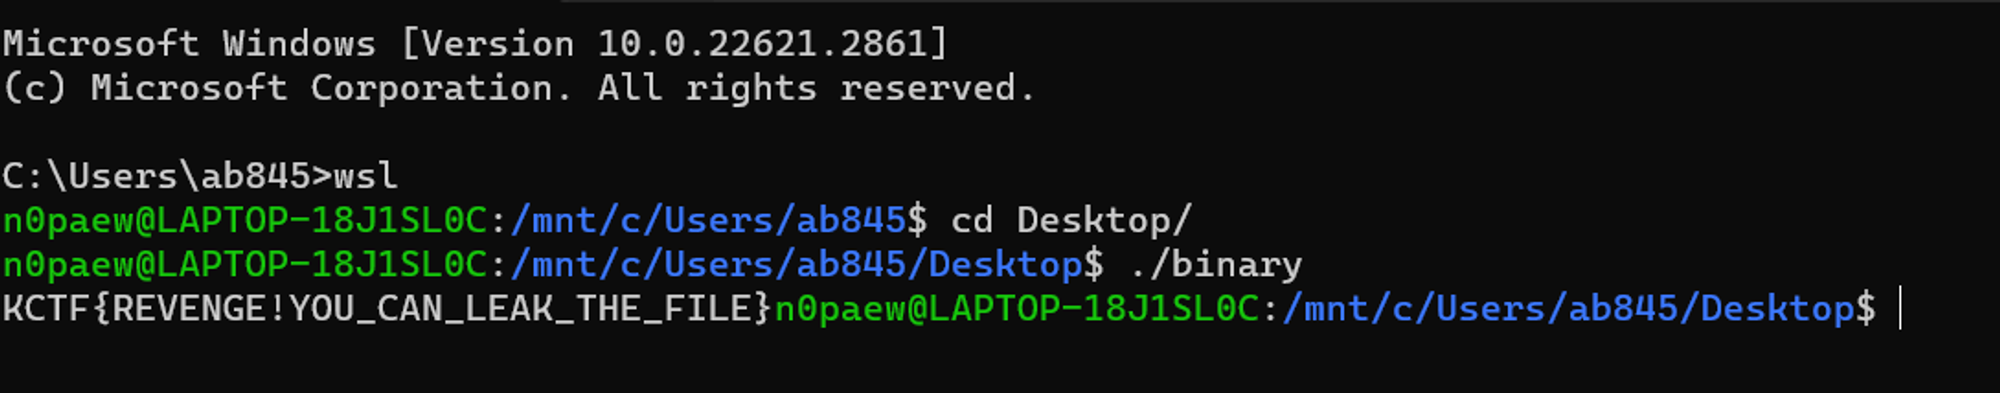 Microsoft Windows [Version 10.0.22621.2861]
(c) Microsoft Corporation. All rights reserved.
C:\Users\ab845>wsl
n0paew@LAPTOP-18J1SL0C:/mnt/c/Users/ab845$ cd Desktop/
n0paew@LAPTOP-18J1SL0C:/mnt/c/Users/ab845/Desktop$ ./binary
KCTF{REVENGE!YOU_CAN_LEAK_THE_FILE}n0paew@LAPTOP-18J1SL0C:/mnt/c/Users/ab845/Desktop$